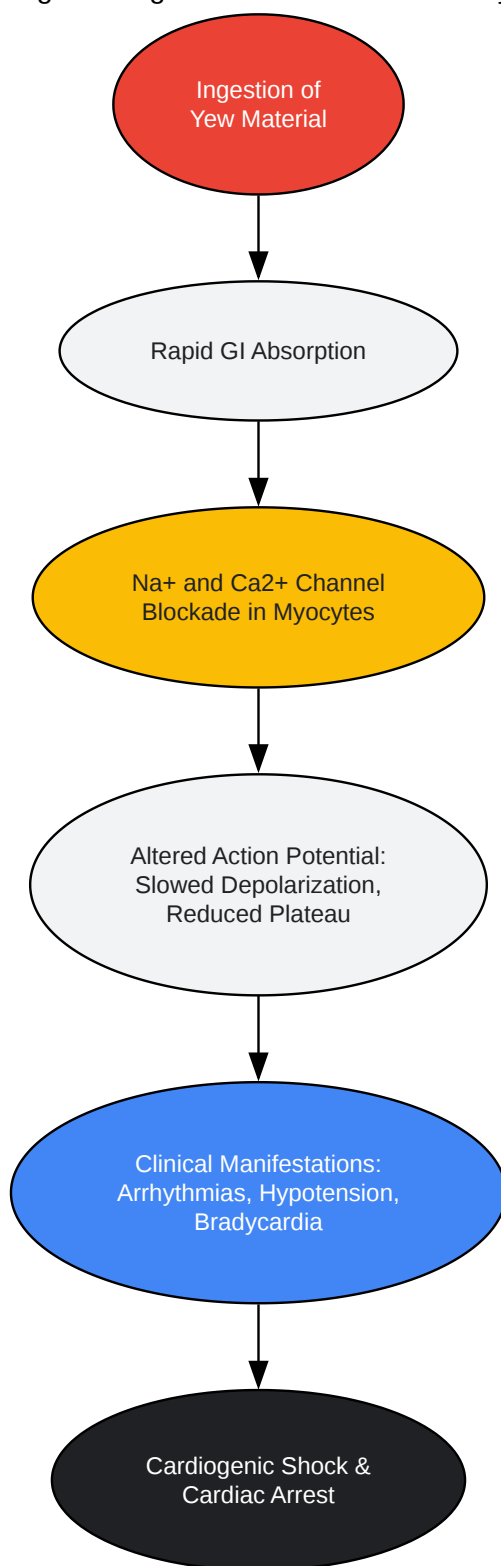 Ingestion of
Yew Material
Rapid GI Absorption
Na+ and Ca2+ Channel
Blockade in Myocytes
Altered Action Potential:
Slowed Depolarization,
Reduced Plateau
Clinical Manifestations:
Arrhythmias, Hypotension,
Bradycardia
Cardiogenic Shock &
Cardiac Arrest